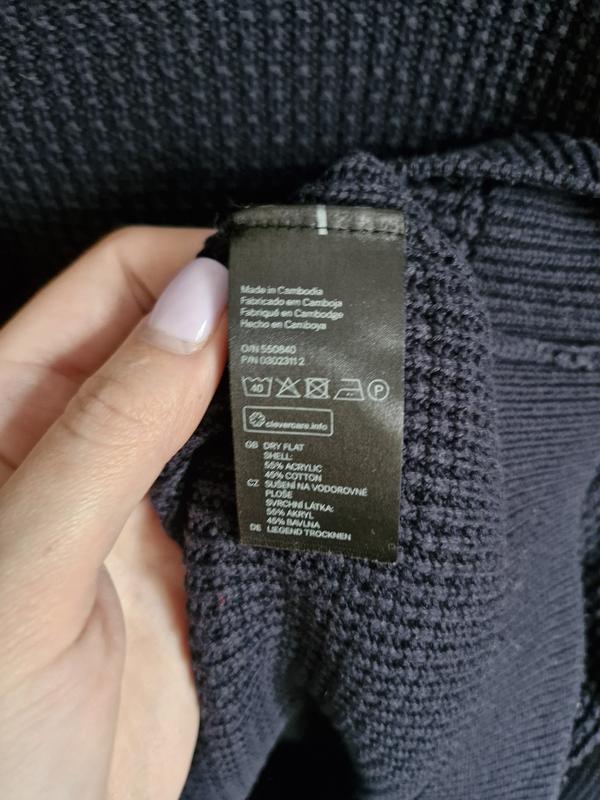 Made in Cambodia
Fabricado em Camboja
Fabriqué en Cambodge
Hecho en Camboya
O/N 550840
P/N 0302311 2
40 P
clevercare.info
GB DRY FLAT
SHELL:
55% ACRYLIC
45% COTTON
CZ SUŠENÍ NA VODOROVNÉ
PLOŠE
SVRCHNÍ LÁTKA:
55% AKRYL
45% BAVLNA
DE LIEGEND TROCKNEN